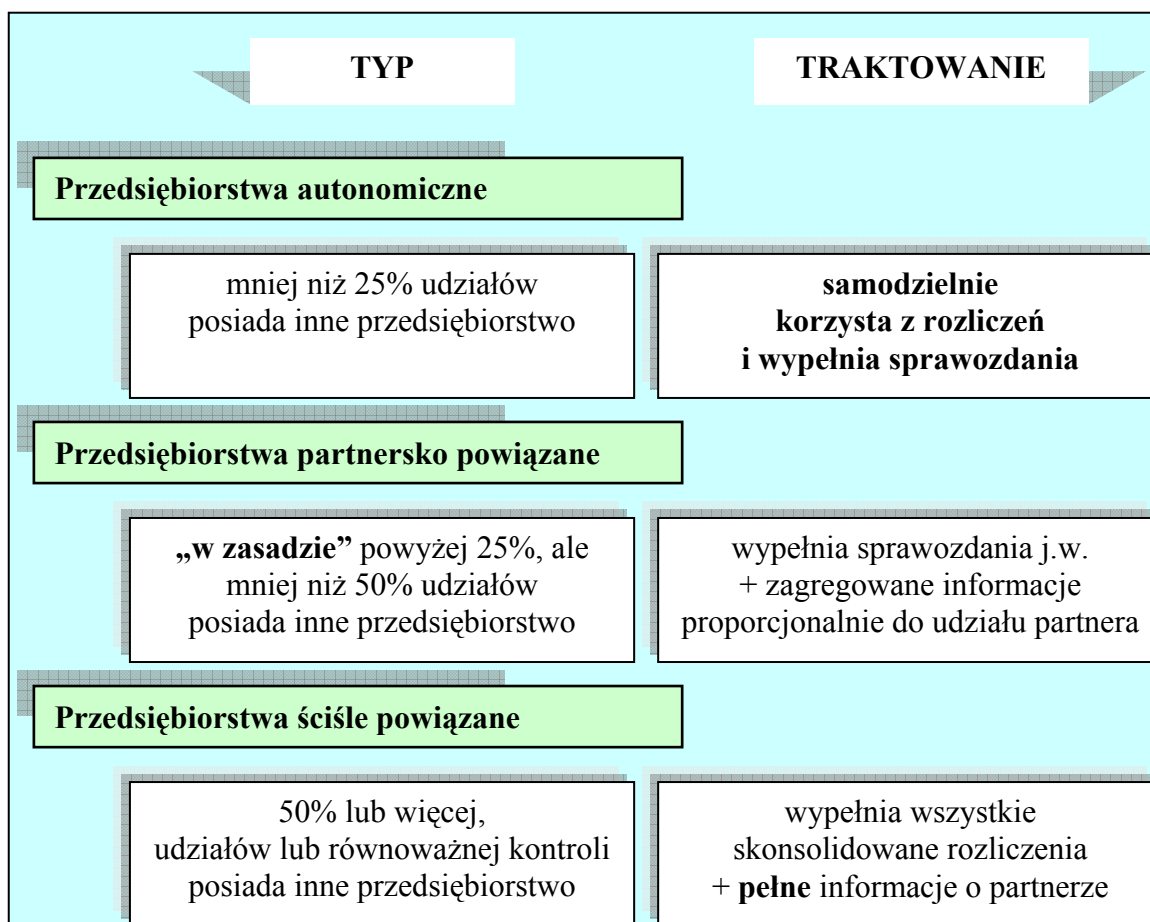 TYP
TRAKTOWANIE
Przedsiębiorstwa autonomiczne
mniej niż 25% udziałów
posiada inne przedsiębiorstwo
samodzielnie
korzysta z rozliczeń
i wypełnia sprawozdania
Przedsiębiorstwa partnersko powiązane
„w zasadzie” powyżej 25%, ale
mniej niż 50% udziałów
posiada inne przedsiębiorstwo
wypełnia sprawozdania j.w.
+ zagregowane informacje
proporcjonalnie do udziału partnera
Przedsiębiorstwa ściśle powiązane
50% lub więcej,
udziałów lub równoważnej kontroli
posiada inne przedsiębiorstwo
wypełnia wszystkie
skonsolidowane rozliczenia
+ pełne informacje o partnerze